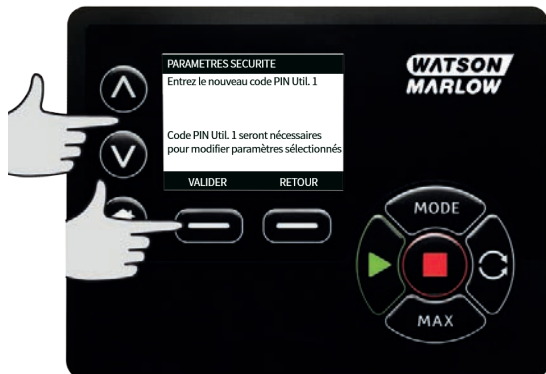 PARAMETRES SECURITE
Entrez le nouveau code PIN Util. 1
Code PIN Util. 1 seront nécessaires
pour modifier paramètres sélectionnés
VALIDER RETOUR
WATSON
MARLOW
MODE
MAX